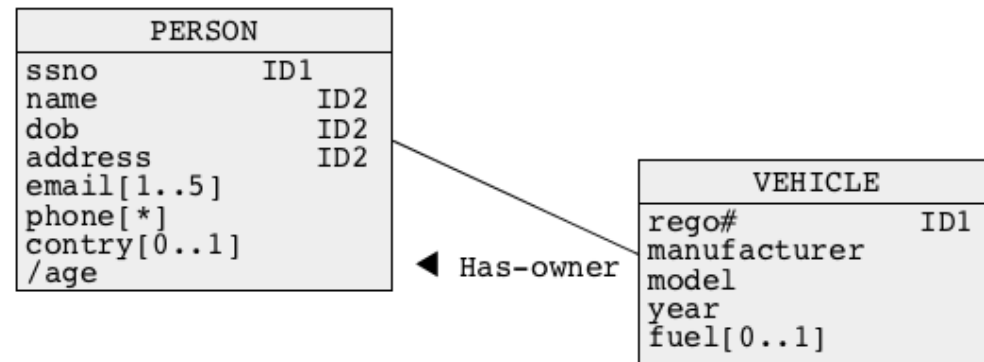 PERSON
ssno ID1
name ID2
dob ID2
address ID2
email[1..5]
phone[*]
contry[0..1]
/age
◀ Has-owner
VEHICLE
rego# ID1
manufacturer
model
year
fuel[0..1]